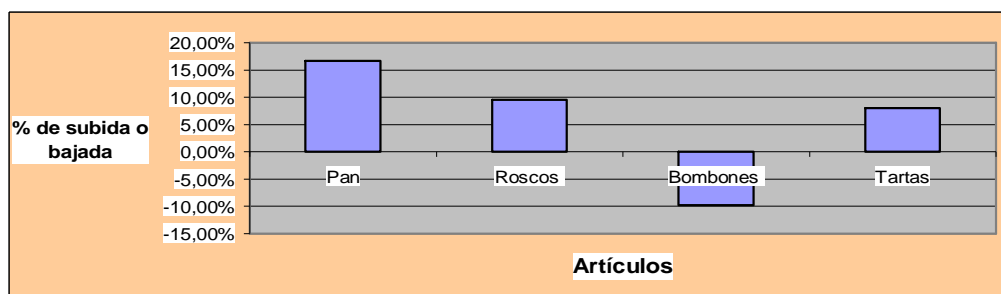 20,00%
15,00%
10,00%
5,00%
0,00%
-5,00%
-10,00%
-15,00%
% de subida o
bajada
Pan
Roscos
Bombones
Tartas
Artículos